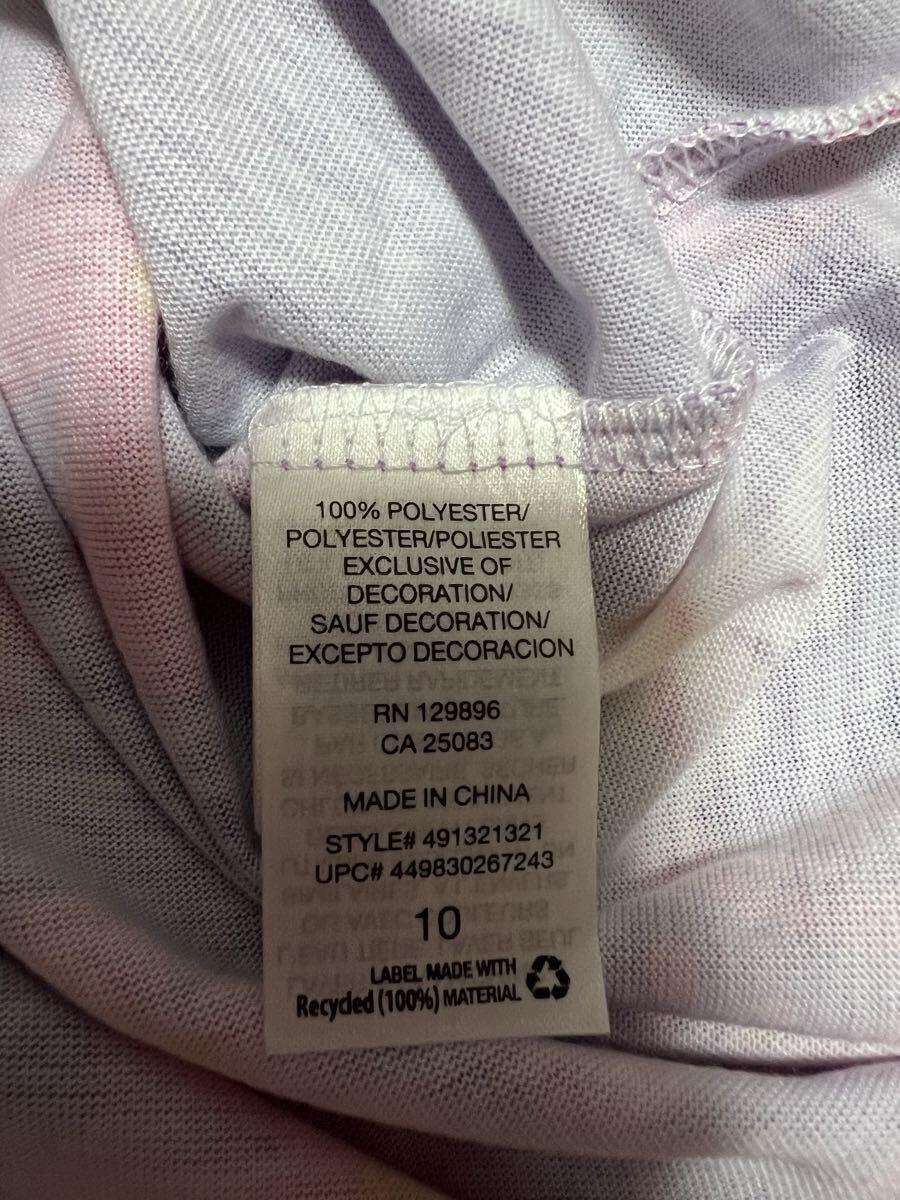 100% POLYESTER/
POLYESTER/POLIESTER
EXCLUSIVE OF
DECORATION/
SAUF DECORATION/
EXCEPTO DECORACION
RN 129896
CA 25083
MADE IN CHINA
STYLE# 491321321
UPC# 449830267243
10
LABEL MADE WITH
Recycled (100%) MATERIAL